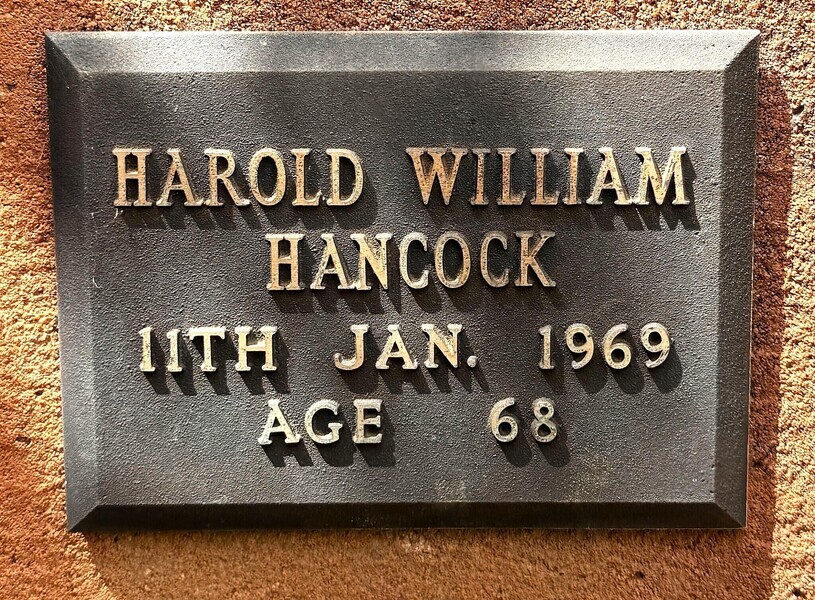 HAROLD WILLIAM
HANCOCK
11TH JAN. 1969
AGE 68